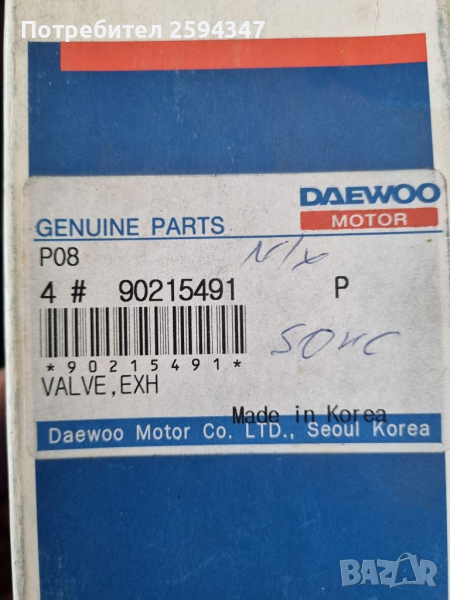 Потребител 2594347
DAEWOO
MOTOR
GENUINE PARTS
P08
N/x
4 # 90215491 P
*90215491*
SOHC
VALVE,EXH
Made in Korea
Daewoo Motor Co. LTD., Seoul Korea
BAZAR